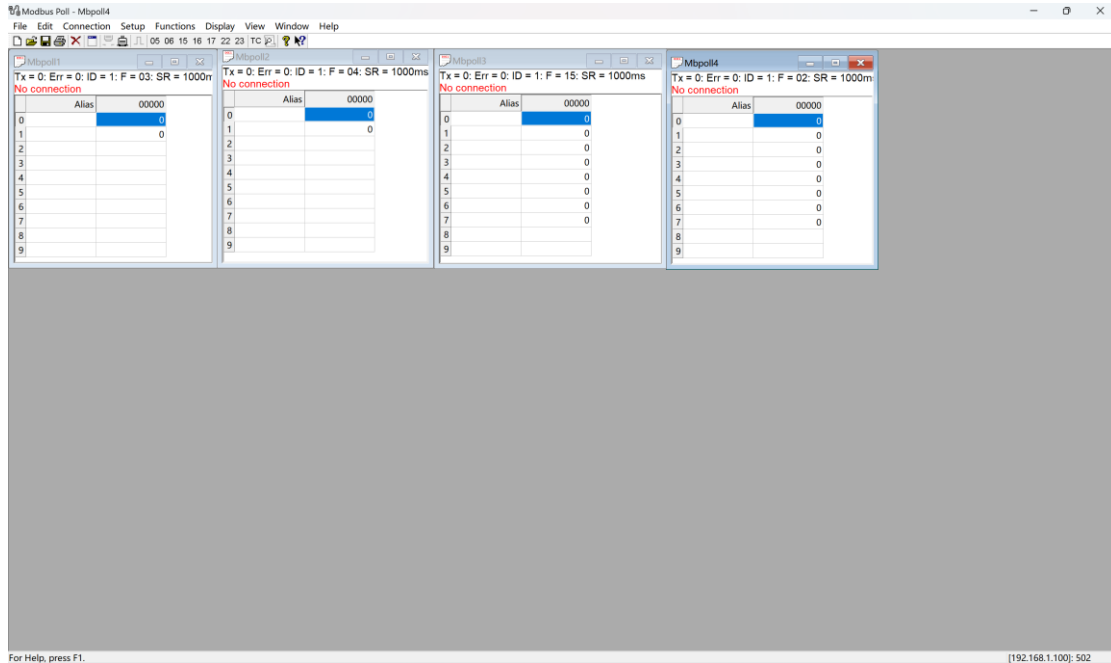 Modbus Poll - Mbpoll4
File Edit Connection Setup Functions Display View Window Help
05 06 15 16 17 22 23 TC
Mbpoll1
Tx = 0: Err = 0: ID = 1: F = 03: SR = 1000m
No connection
Alias 00000
0 0
1 0
2
3
4
5
6
7
8
9
Mbpoll2
Tx = 0: Err = 0: ID = 1: F = 04: SR = 1000ms
No connection
Alias 00000
0 0
1 0
2
3
4
5
6
7
8
9
Mbpoll3
Tx = 0: Err = 0: ID = 1: F = 15: SR = 1000ms
No connection
Alias 00000
0 0
1 0
2 0
3 0
4 0
5 0
6 0
7 0
8
9
Mbpoll4
Tx = 0: Err = 0: ID = 1: F = 02: SR = 1000ms
No connection
Alias 00000
0 0
1 0
2 0
3 0
4 0
5 0
6 0
7 0
8
9
For Help, press F1.
[192.168.1.100]: 502